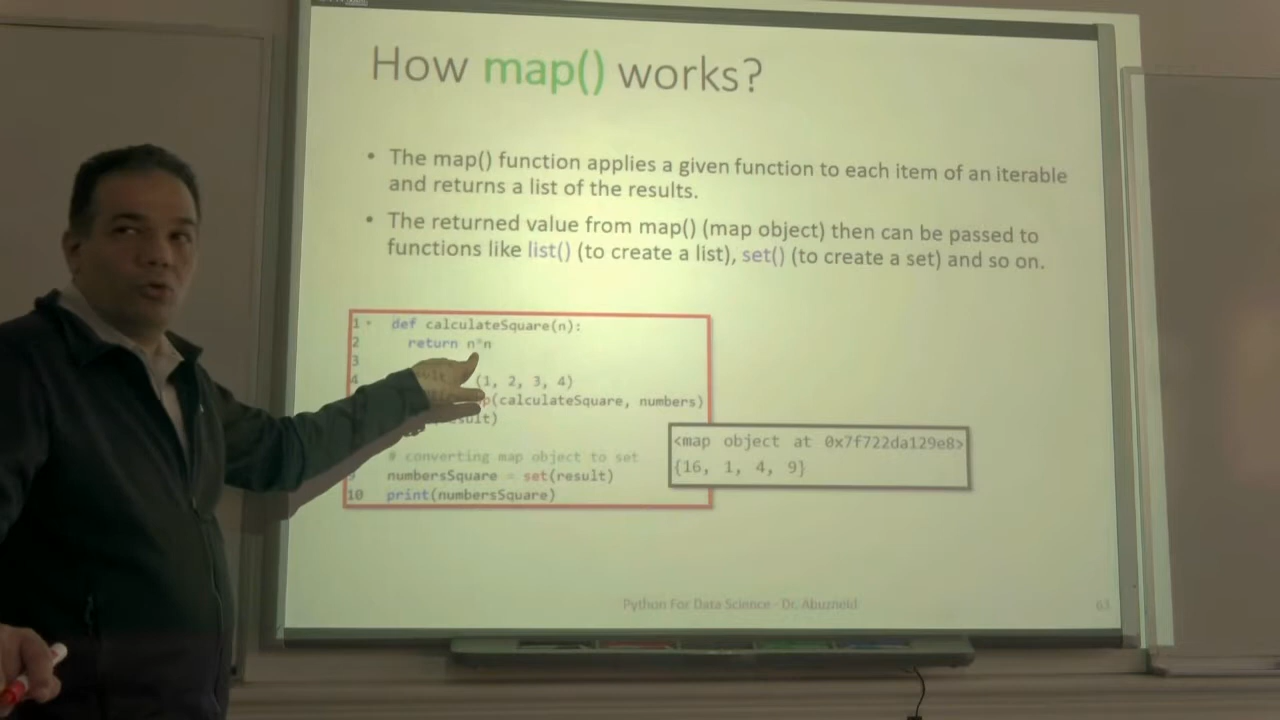 How map() works?
• The map() function applies a given function to each item of an iterable
and returns a list of the results.
• The returned value from map() (map object) then can be passed to
functions like list() (to create a list), set() (to create a set) and so on.
1 def calculateSquare(n):
2 return n*n
3
4 (1, 2, 3, 4)
(calculateSquare, numbers)
# converting map object to set
9 numbersSquare = set(result)
10 print(numbersSquare)
<map object at 0x7f722da129e8>
{16, 1, 4, 9}
Python For Data Science - Dr. Abuzneid
63